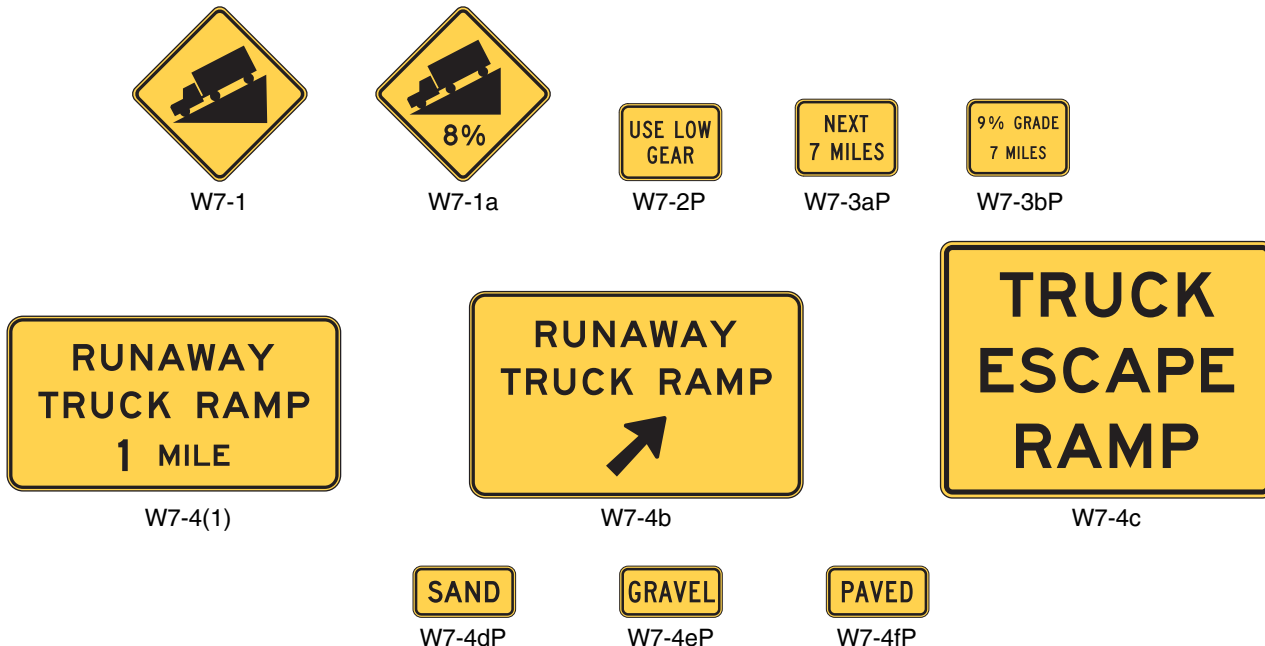 8%
USE LOW
GEAR
NEXT
7 MILES
9% GRADE
7 MILES
W7-1
W7-1a
W7-2P
W7-3aP
W7-3bP
RUNAWAY
TRUCK RAMP
1 MILE
RUNAWAY
TRUCK RAMP
TRUCK
ESCAPE
RAMP
W7-4(1)
W7-4b
W7-4c
SAND
GRAVEL
PAVED
W7-4dP
W7-4eP
W7-4fP